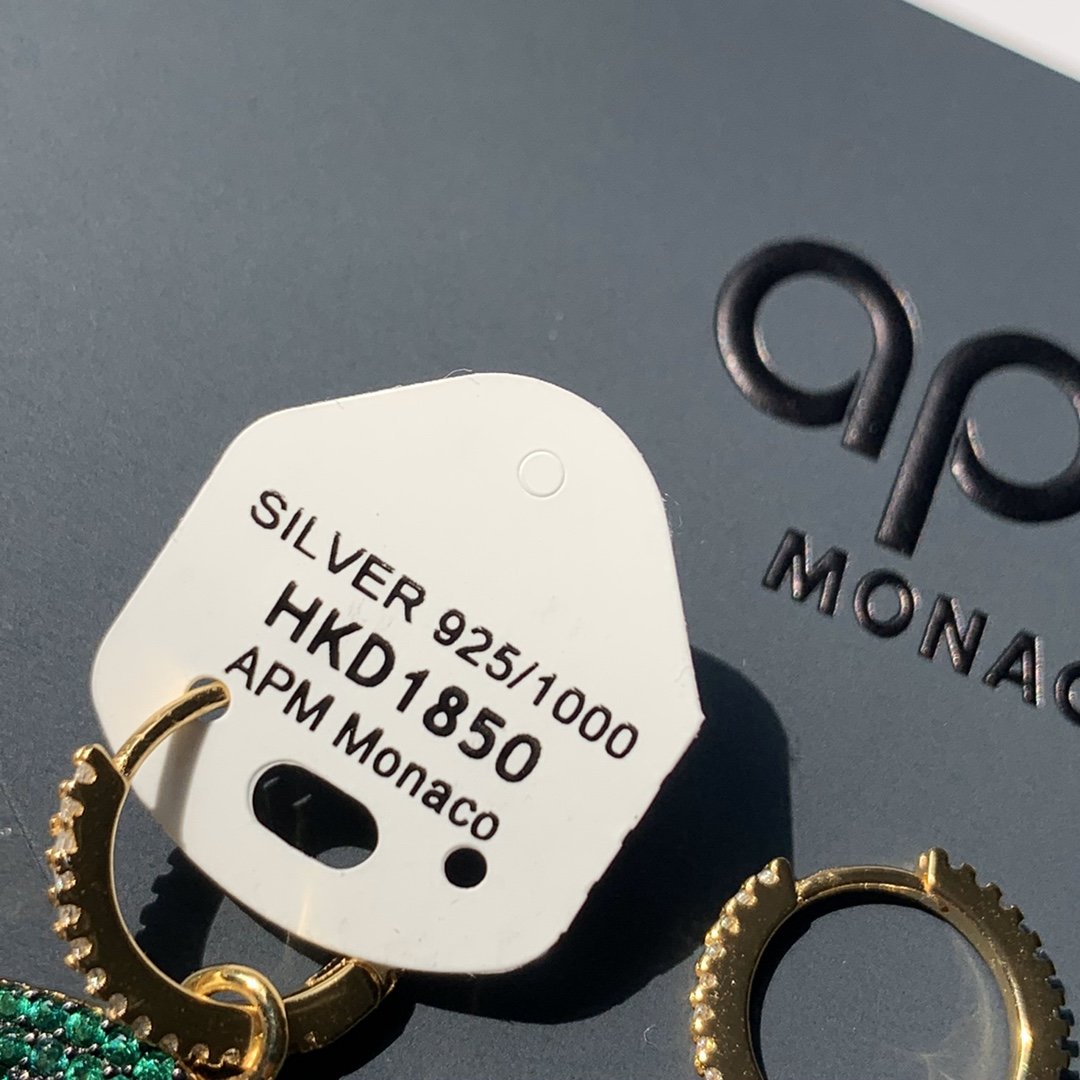 ap
MONAC
SILVER 925/1000
HKD1850
APM Monaco